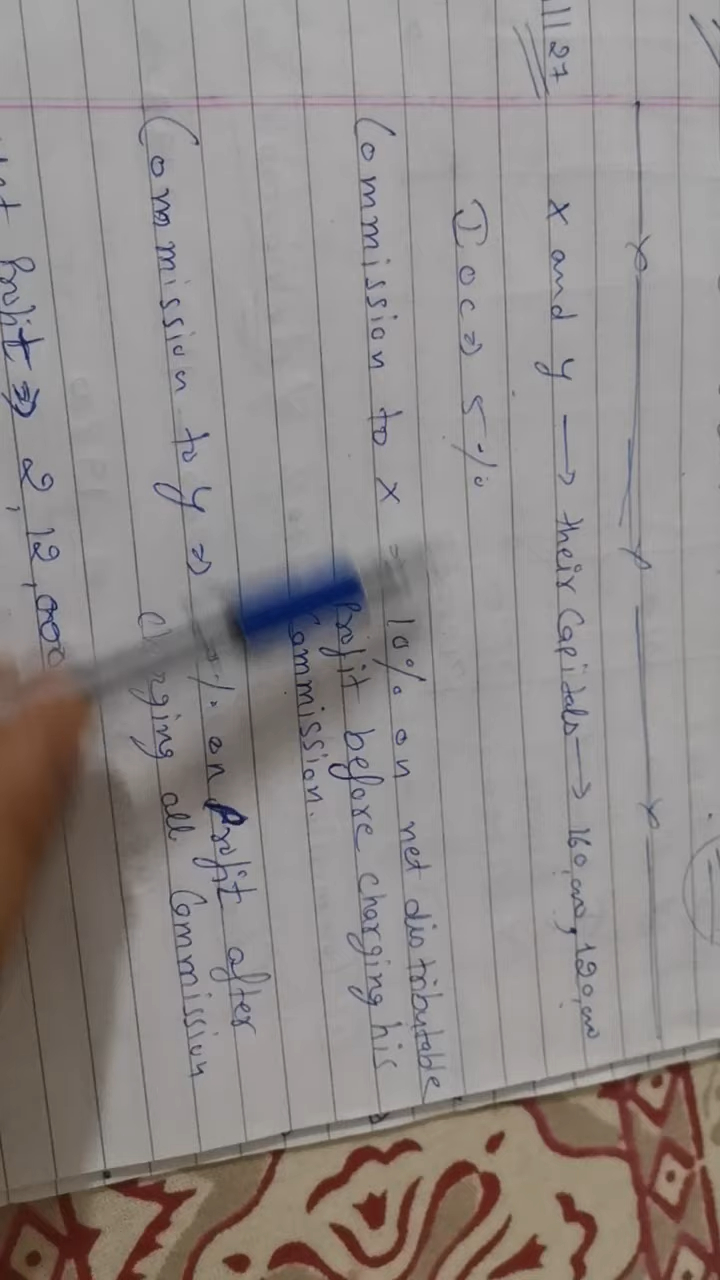 11 27
x and y → their Capitals → 160,000, 120,000
IOC ⇒ 5%
Commission to x 10% on net distributable
Profit before charging his
Commission.
Commission to y ⇒ % on Profit after
charging all Commission
Profit ⇒ 2,12,000